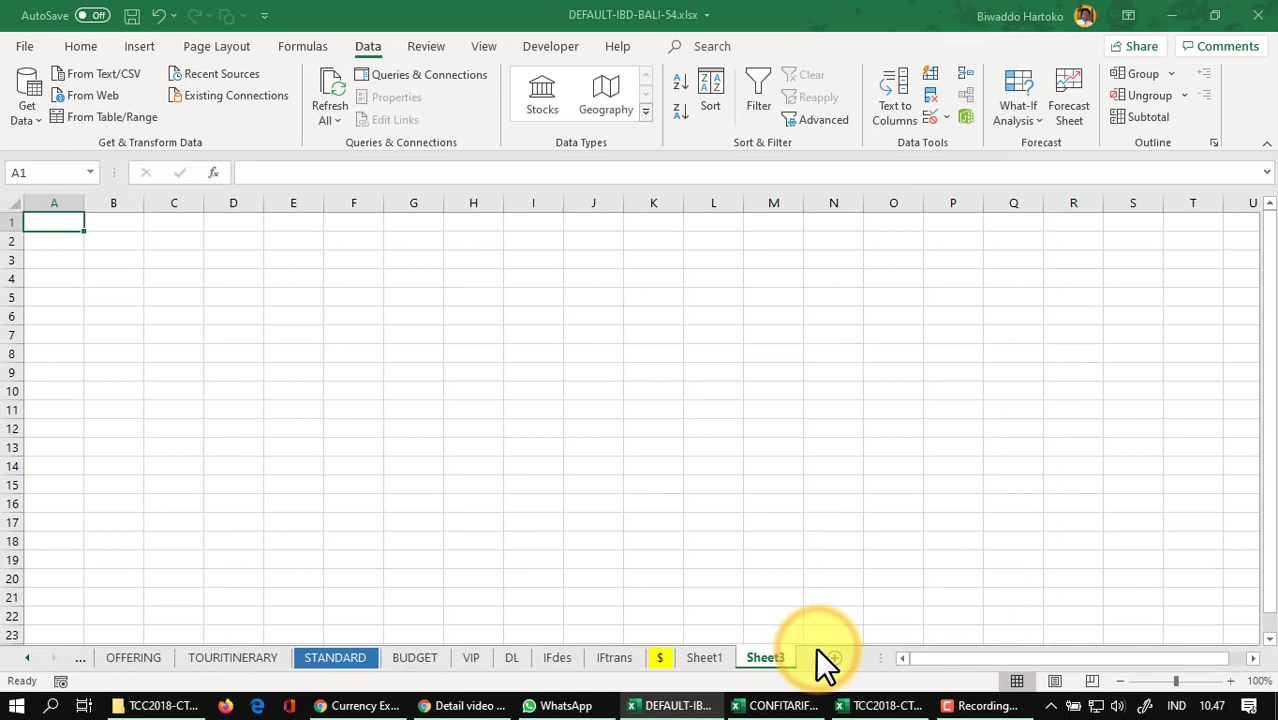 AutoSave Off DEFAULT-IBD-BALI-54.xlsx Biwaddo Hartoko
File Home Insert Page Layout Formulas Data Review View Developer Help Search Share Comments
Get Data
From Text/CSV
From Web
From Table/Range
Recent Sources
Existing Connections
Get & Transform Data
Refresh All
Queries & Connections
Properties
Edit Links
Queries & Connections
Stocks Geography
Data Types
Sort
Filter
Clear
Reapply
Advanced
Sort & Filter
Text to Columns
Data Tools
What-If Analysis
Forecast Sheet
Forecast
Group
Ungroup
Subtotal
Outline
A1 fx
A B C D E F G H I J K L M N O P Q R S T U
1
2
3
4
5
6
7
8
9
10
11
12
13
14
15
16
17
18
19
20
21
22
23
... OFFERING TOURITINERARY STANDARD BUDGET VIP DL IFdes IFtrans $ Sheet1 Sheet3
Ready 100%
TCC2018-CT... Currency Ex... Detail video ... WhatsApp DEFAULT-IB... CONFITARIF... TCC2018-CT... Recording... IND 10.47